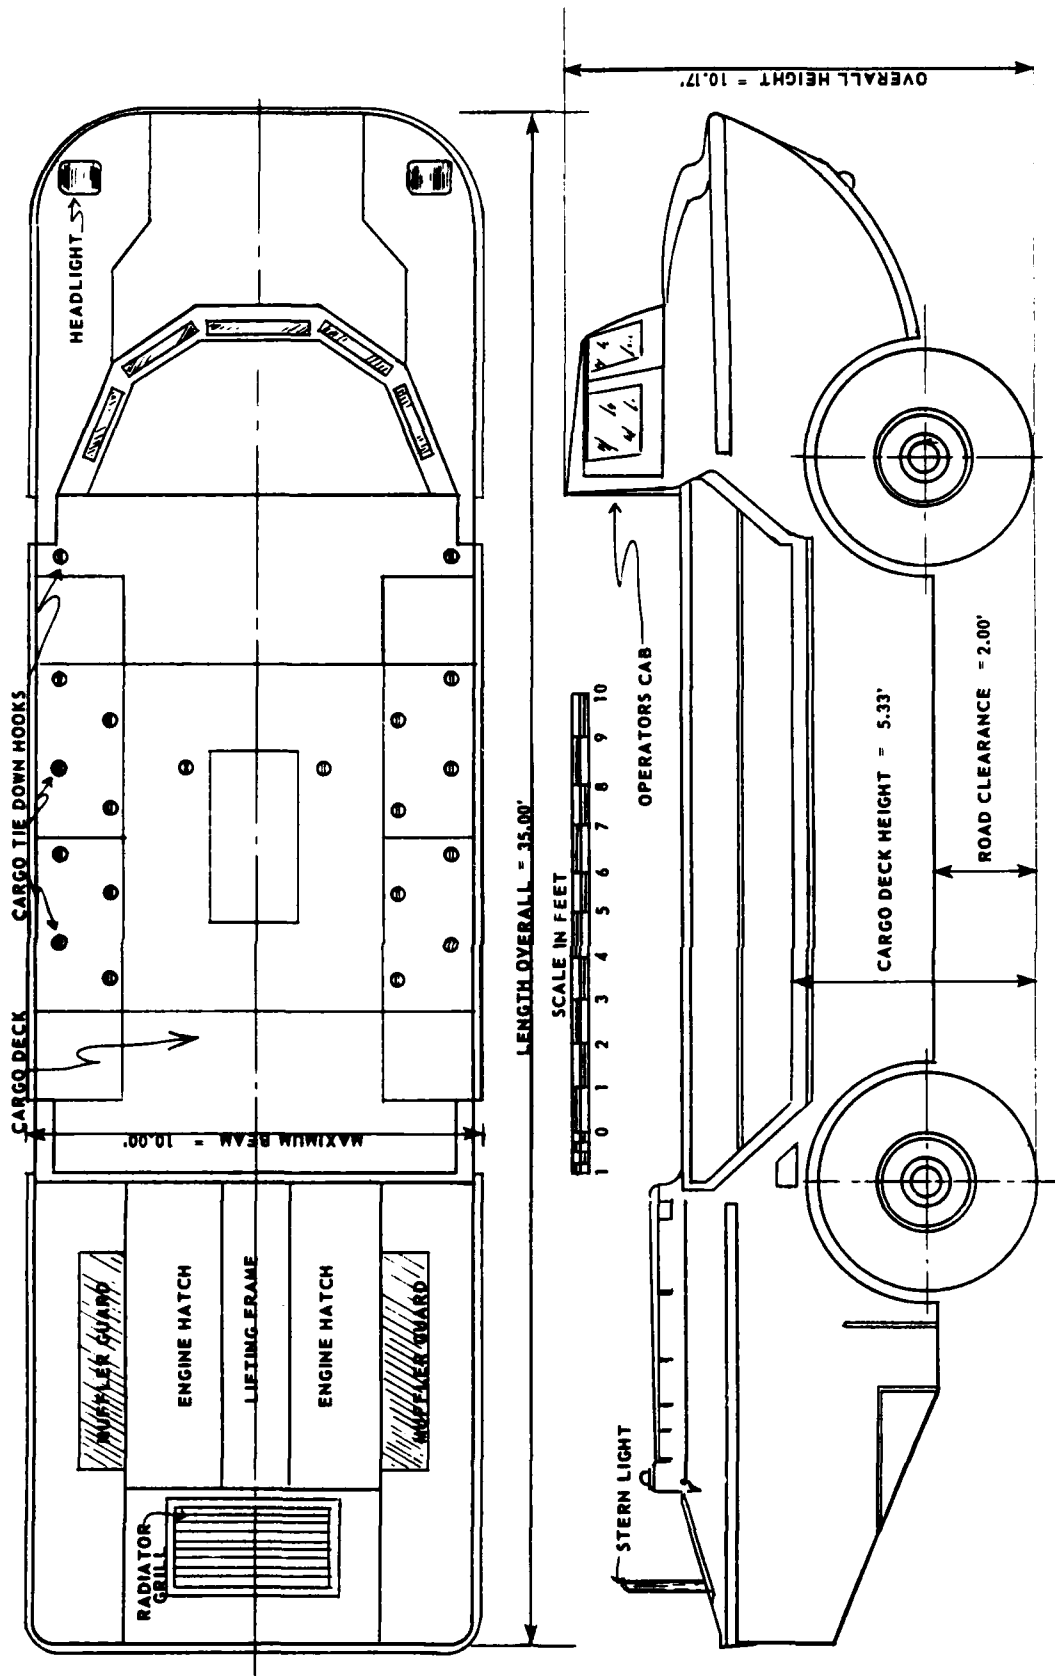 HEADLIGHT
CARGO TIE DOWN HOOKS
CARGO DECK
MAXIMUM BEAM = 10.00'
MUFFLER GUARD
ENGINE HATCH
LIFTING FRAME
ENGINE HATCH
MUFFLER GUARD
RADIATOR
GRILL
LENGTH OVERALL = 35.00'
SCALE IN FEET
1 0 1 2 3 4 5 6 7 8 9 10
OVERALL HEIGHT = 10.17'
OPERATORS CAB
CARGO DECK HEIGHT = 5.33'
ROAD CLEARANCE = 2.00'
STERN LIGHT